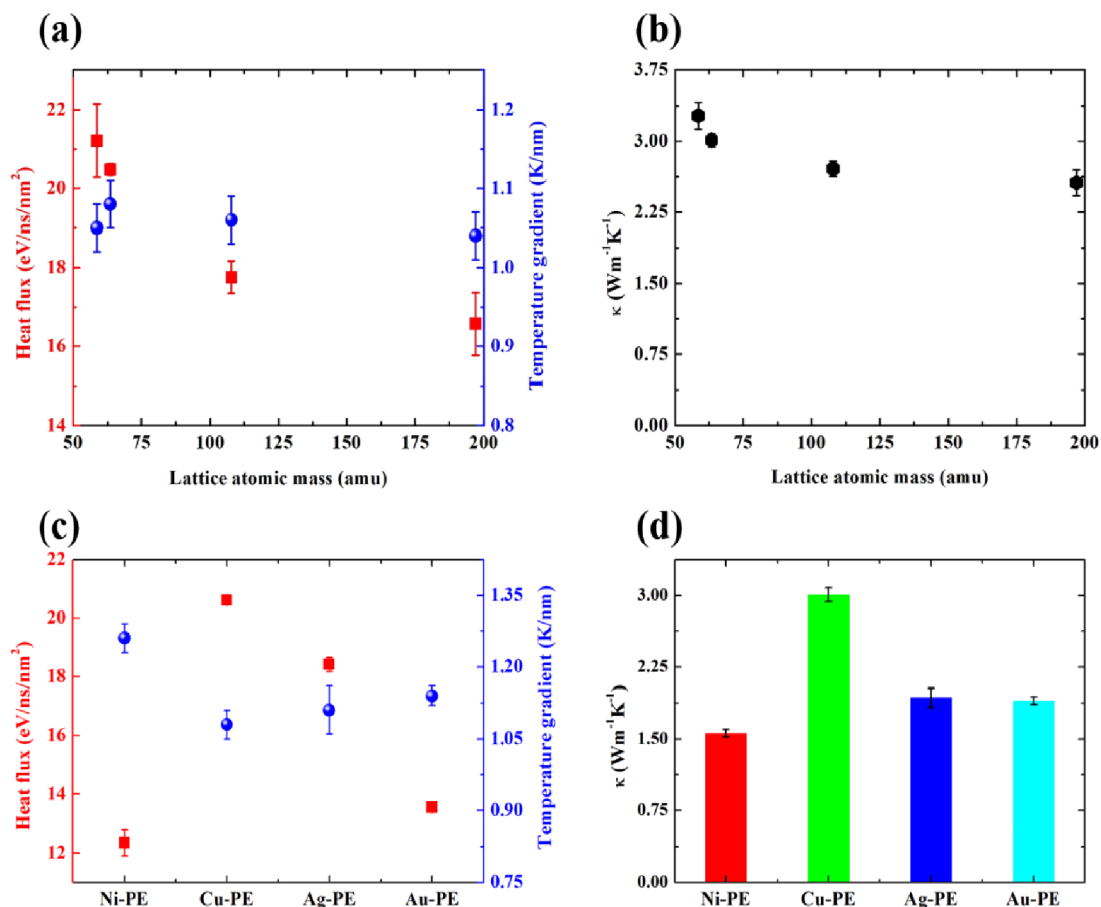 (a)
22
20
18
16
14
Heat flux (eV/ns/nm²)
1.2
1.1
1.0
0.9
0.8
Temperature gradient (K/nm)
50 75 100 125 150 175 200
Lattice atomic mass (amu)
(b)
3.75
3.00
2.25
1.50
0.75
0.00
κ (Wm⁻¹K⁻¹)
50 75 100 125 150 175 200
Lattice atomic mass (amu)
(c)
22
20
18
16
14
12
Heat flux (eV/ns/nm²)
1.35
1.20
1.05
0.90
0.75
Temperature gradient (K/nm)
Ni-PE Cu-PE Ag-PE Au-PE
(d)
3.00
2.25
1.50
0.75
0.00
κ (Wm⁻¹K⁻¹)
Ni-PE Cu-PE Ag-PE Au-PE